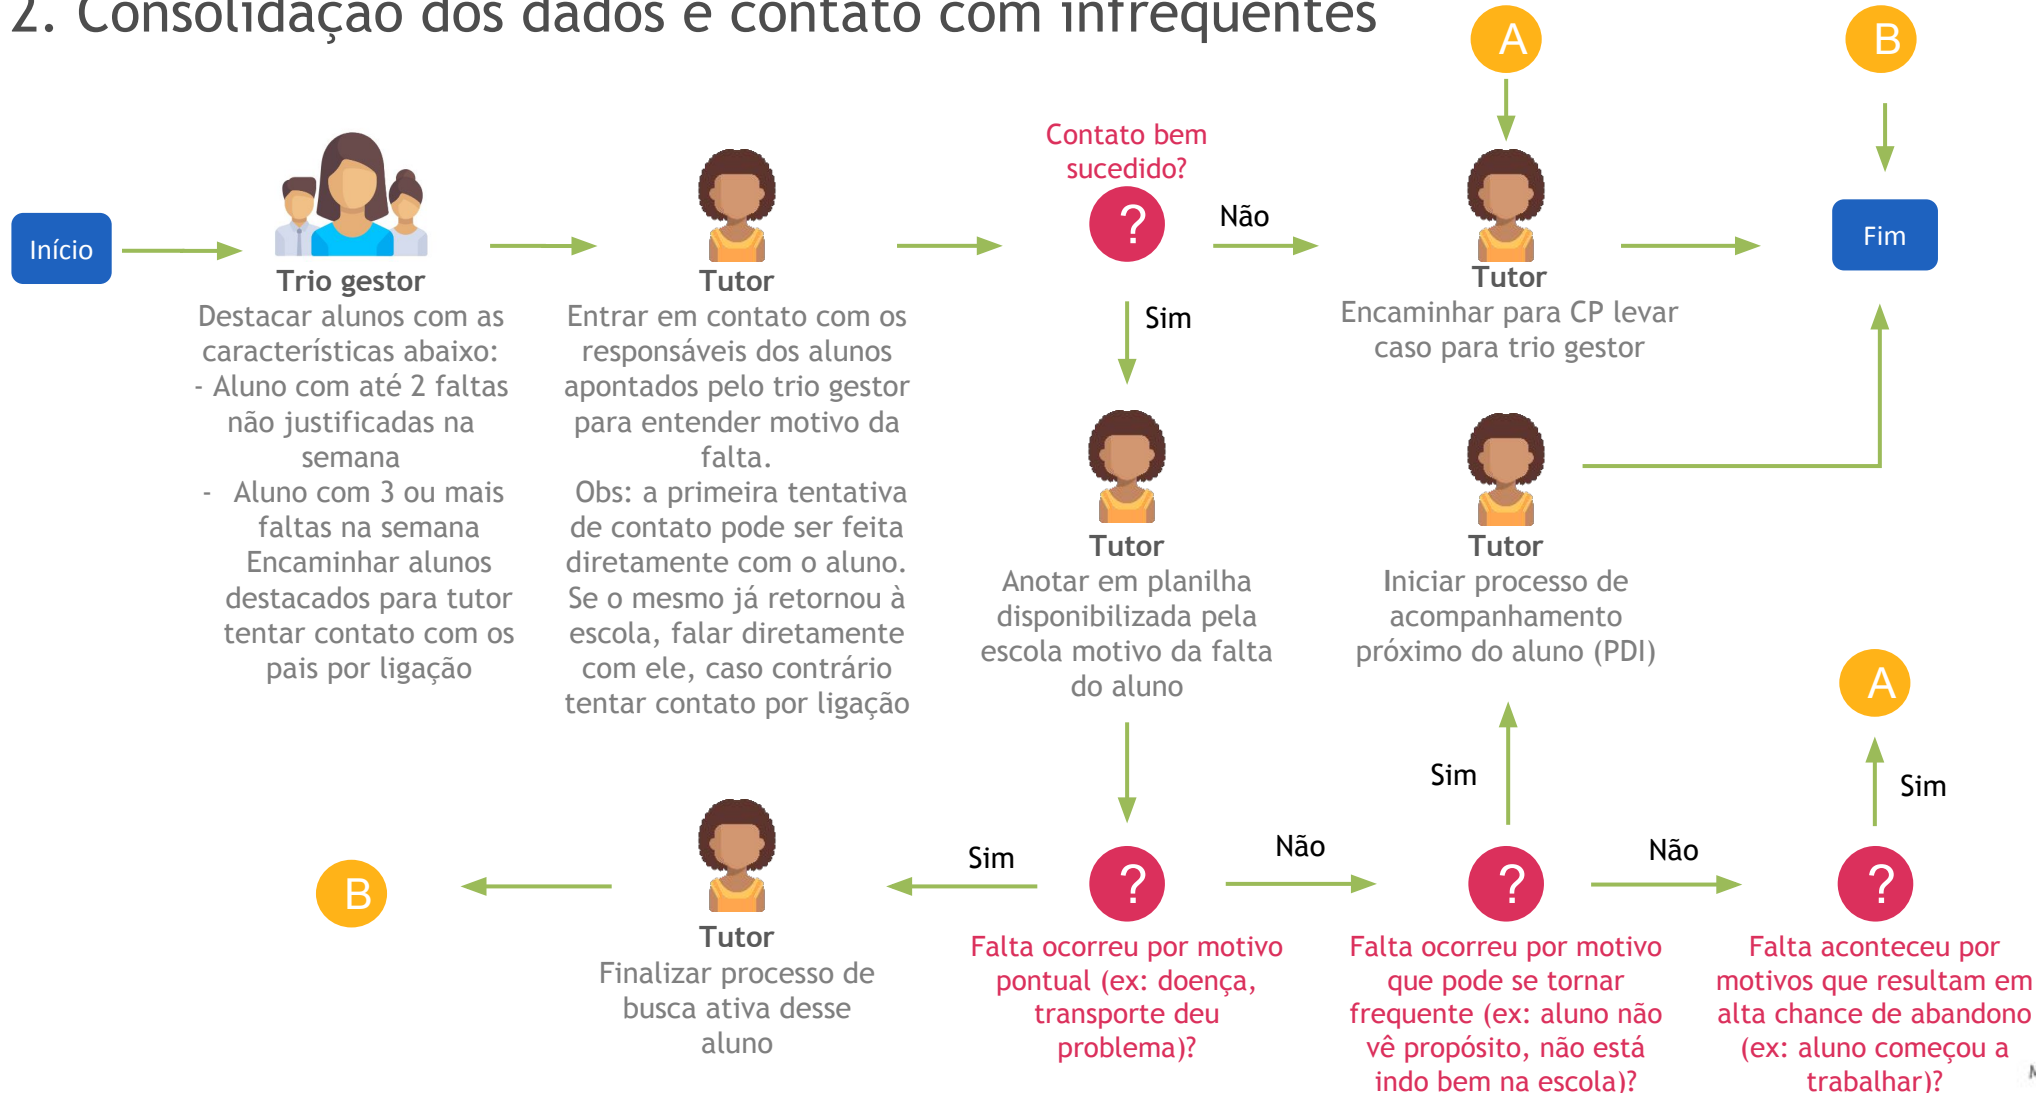 2. Consolidação dos dados e contato com infrequentes
A
B
Início
Trio gestor
Destacar alunos com as
características abaixo:
- Aluno com até 2 faltas
não justificadas na
semana
- Aluno com 3 ou mais
faltas na semana
Encaminhar alunos
destacados para tutor
tentar contato com os
pais por ligação
Tutor
Entrar em contato com os
responsáveis dos alunos
apontados pelo trio gestor
para entender motivo da
falta.
Obs: a primeira tentativa
de contato pode ser feita
diretamente com o aluno.
Se o mesmo já retornou à
escola, falar diretamente
com ele, caso contrário
tentar contato por ligação
Contato bem
sucedido?
?
Não
Sim
Tutor
Encaminhar para CP levar
caso para trio gestor
Fim
Tutor
Anotar em planilha
disponibilizada pela
escola motivo da falta
do aluno
Tutor
Iniciar processo de
acompanhamento
próximo do aluno (PDI)
A
Sim
Sim
B
Tutor
Finalizar processo de
busca ativa desse
aluno
Sim
?
Falta ocorreu por motivo
pontual (ex: doença,
transporte deu
problema)?
Não
?
Falta ocorreu por motivo
que pode se tornar
frequente (ex: aluno não
vê propósito, não está
indo bem na escola)?
Não
?
Falta aconteceu por
motivos que resultam em
alta chance de abandono
(ex: aluno começou a
trabalhar)?